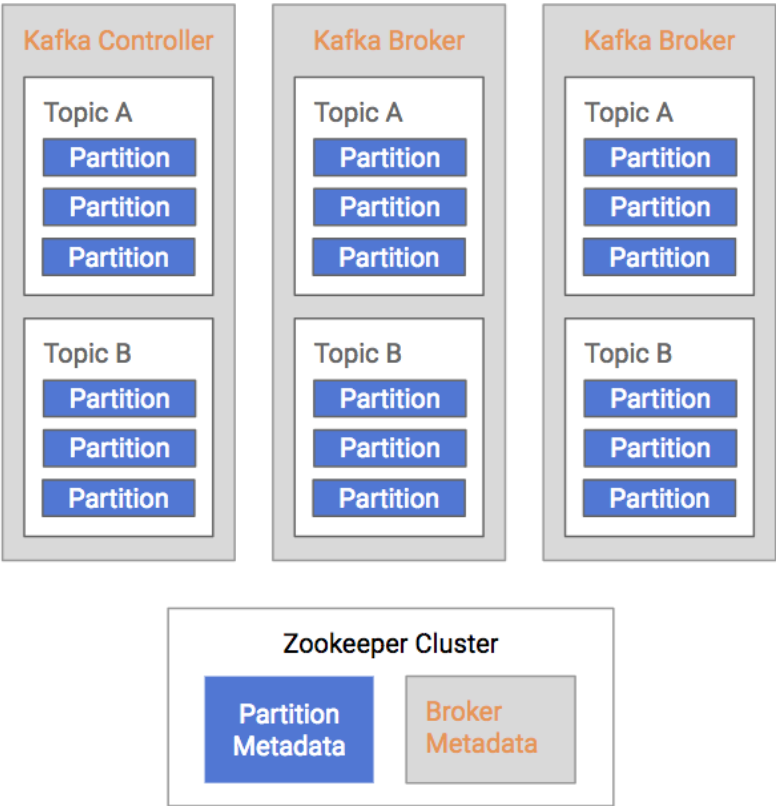 Kafka Controller
Topic A
Partition
Partition
Partition
Topic B
Partition
Partition
Partition
Kafka Broker
Topic A
Partition
Partition
Partition
Topic B
Partition
Partition
Partition
Kafka Broker
Topic A
Partition
Partition
Partition
Topic B
Partition
Partition
Partition
Zookeeper Cluster
Partition
Metadata
Broker
Metadata